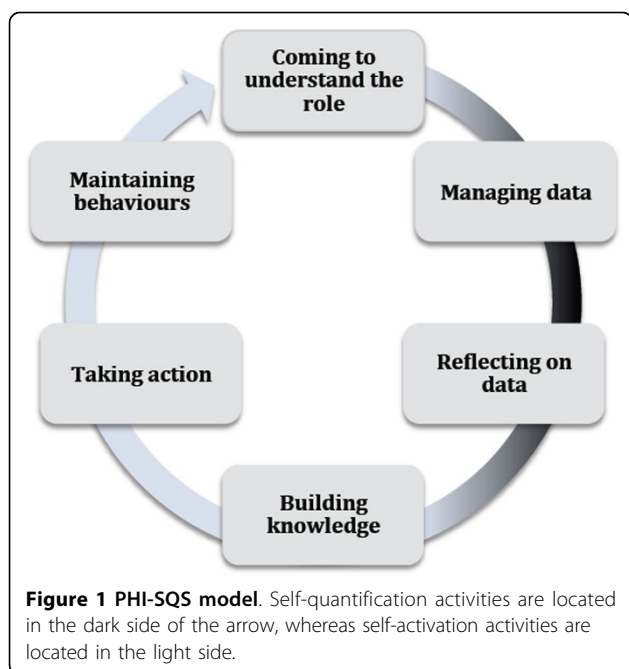 Coming to
understand the
role
Managing data
Reflecting on
data
Building
knowledge
Taking action
Maintaining
behaviours
Figure 1 PHI-SQS model. Self-quantification activities are located
in the dark side of the arrow, whereas self-activation activities are
located in the light side.